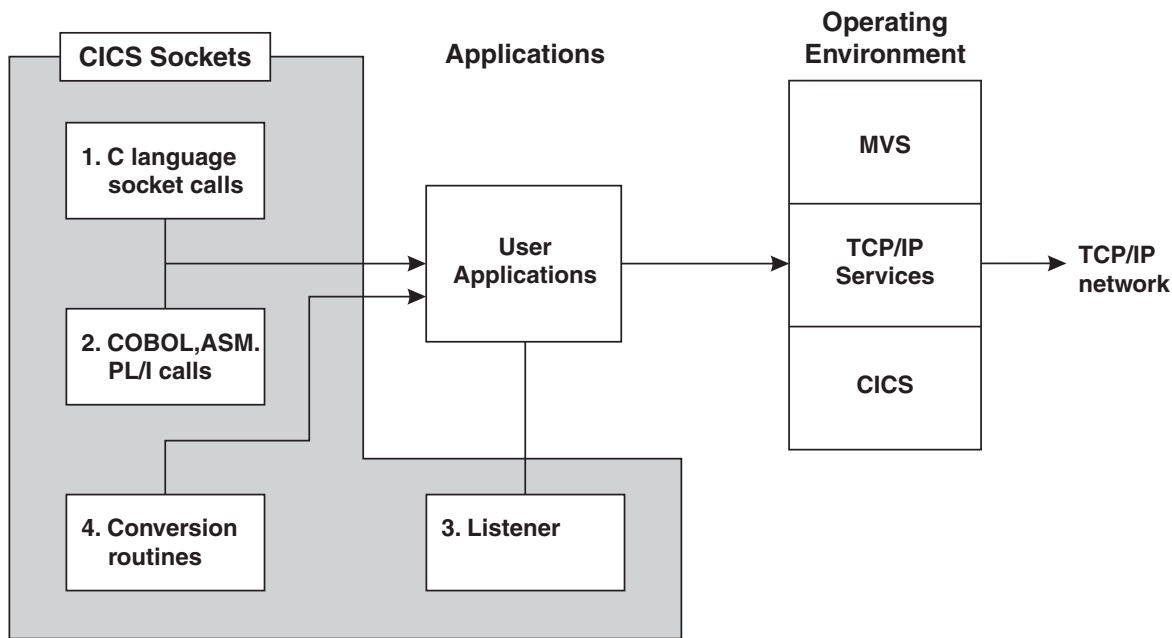 CICS Sockets
Applications
Operating
Environment
1. C language
socket calls
2. COBOL,ASM.
PL/I calls
4. Conversion
routines
3. Listener
User
Applications
MVS
TCP/IP
Services
CICS
TCP/IP
network